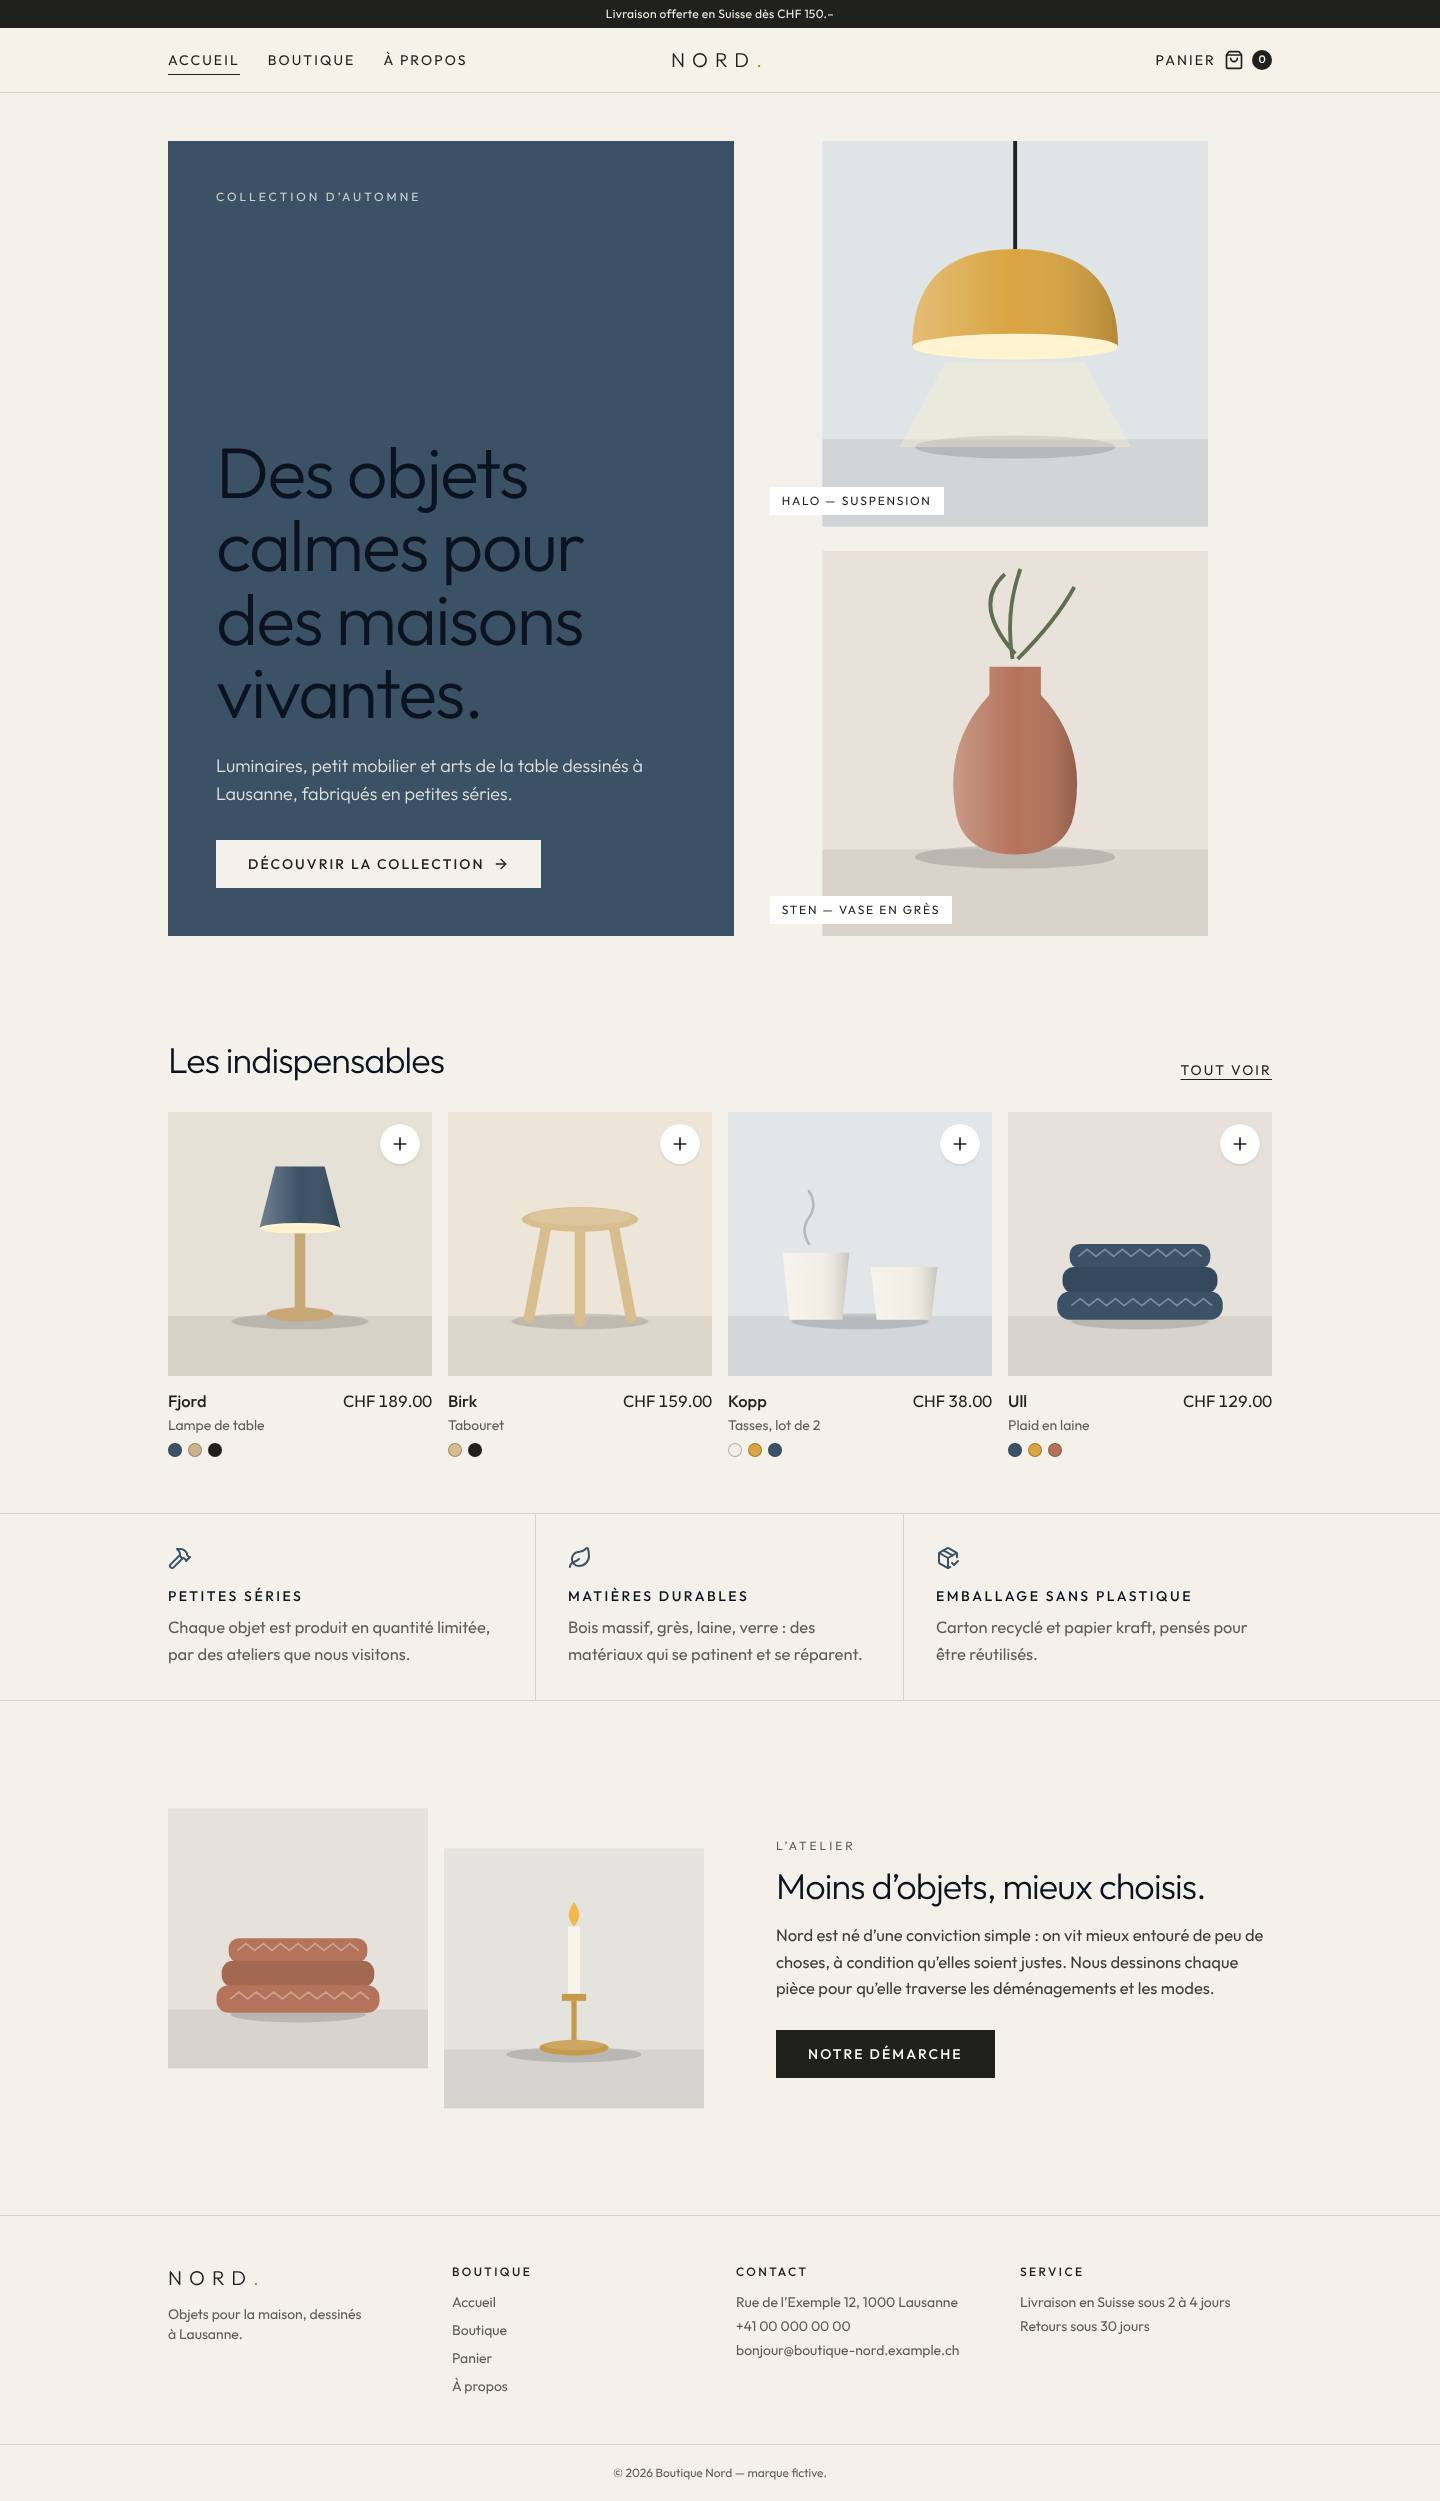 Livraison offerte en Suisse dès CHF 150.–
ACCUEIL BOUTIQUE À PROPOS NORD. PANIER 0
COLLECTION D’AUTOMNE
Des objets
calmes pour
des maisons
vivantes.
Luminaires, petit mobilier et arts de la table dessinés à
Lausanne, fabriqués en petites séries.
DÉCOUVRIR LA COLLECTION →
HALO — SUSPENSION
STEN — VASE EN GRÈS
Les indispensables
TOUT VOIR
Fjord CHF 189.00
Lampe de table
Birk CHF 159.00
Tabouret
Kopp CHF 38.00
Tasses, lot de 2
Ull CHF 129.00
Plaid en laine
PETITES SÉRIES
Chaque objet est produit en quantité limitée,
par des ateliers que nous visitons.
MATIÈRES DURABLES
Bois massif, grès, laine, verre : des
matériaux qui se patinent et se réparent.
EMBALLAGE SANS PLASTIQUE
Carton recyclé et papier kraft, pensés pour
être réutilisés.
L’ATELIER
Moins d’objets, mieux choisis.
Nord est né d’une conviction simple : on vit mieux entouré de peu de
choses, à condition qu’elles soient justes. Nous dessinons chaque
pièce pour qu’elle traverse les déménagements et les modes.
NOTRE DÉMARCHE
NORD.
Objets pour la maison, dessinés
à Lausanne.
BOUTIQUE
Accueil
Boutique
Panier
À propos
CONTACT
Rue de l'Exemple 12, 1000 Lausanne
+41 00 000 00 00
bonjour@boutique-nord.example.ch
SERVICE
Livraison en Suisse sous 2 à 4 jours
Retours sous 30 jours
© 2026 Boutique Nord — marque fictive.